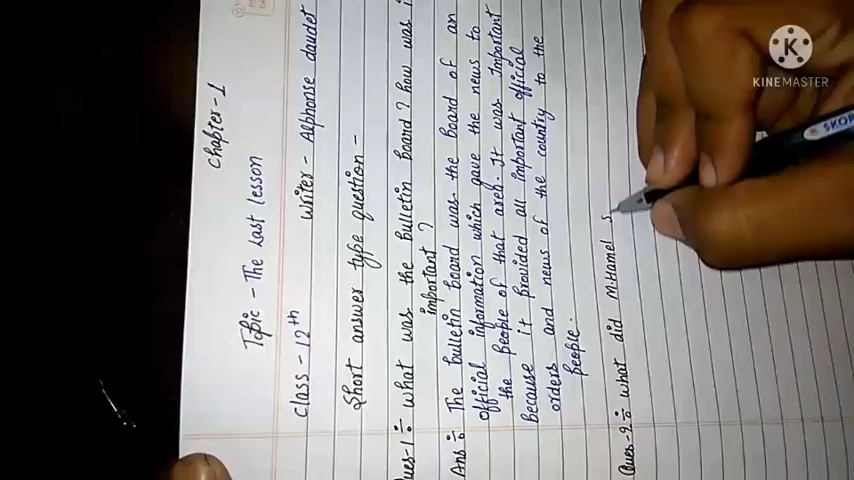 Chapter-1
Topic - The Last lesson
Class - 12th writer - Alphonse daudet
Short answer type question -
Ques-1÷ what was the bulletin board? how was i
important?
Ans÷ The bulletin board was the board of an
official information which gave the news to
the people of that area. It was important
because it provided all important official
orders and news of the country to the
people.
Ques-2÷ what did M.Hamel s
KINEMASTER
SKOR